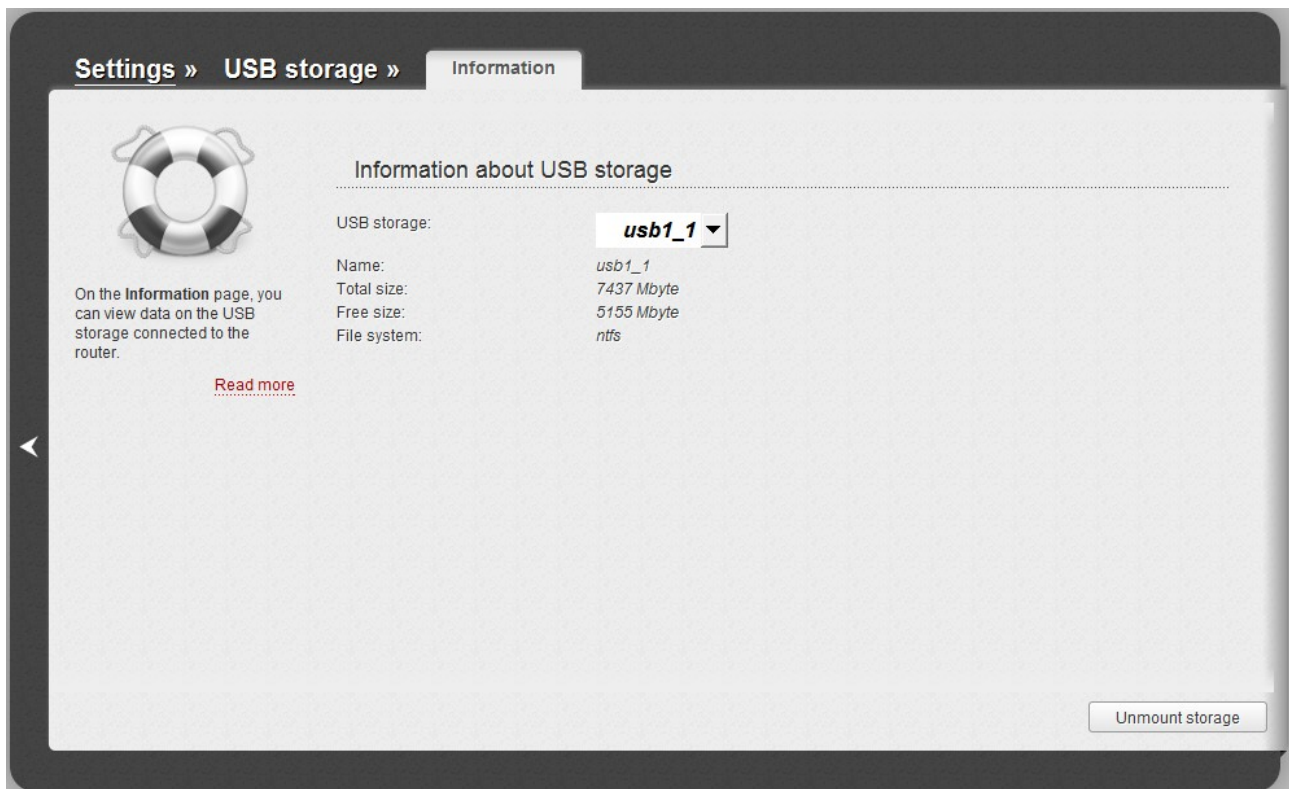 Settings » USB storage » Information
Information about USB storage
USB storage: usb1_1
Name: usb1_1
Total size: 7437 Mbyte
Free size: 5155 Mbyte
File system: ntfs
On the Information page, you
can view data on the USB
storage connected to the
router.
Read more
Unmount storage